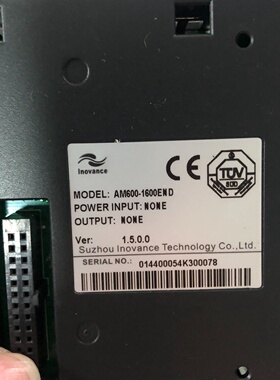 inovance
CE
TÜV
MODEL: AM600-1600END
POWER INPUT: NONE
OUTPUT: NONE
Ver: 1.5.0.0
Suzhou Inovance Technology Co.,Ltd.
SERIAL NO.: 014400054K300078